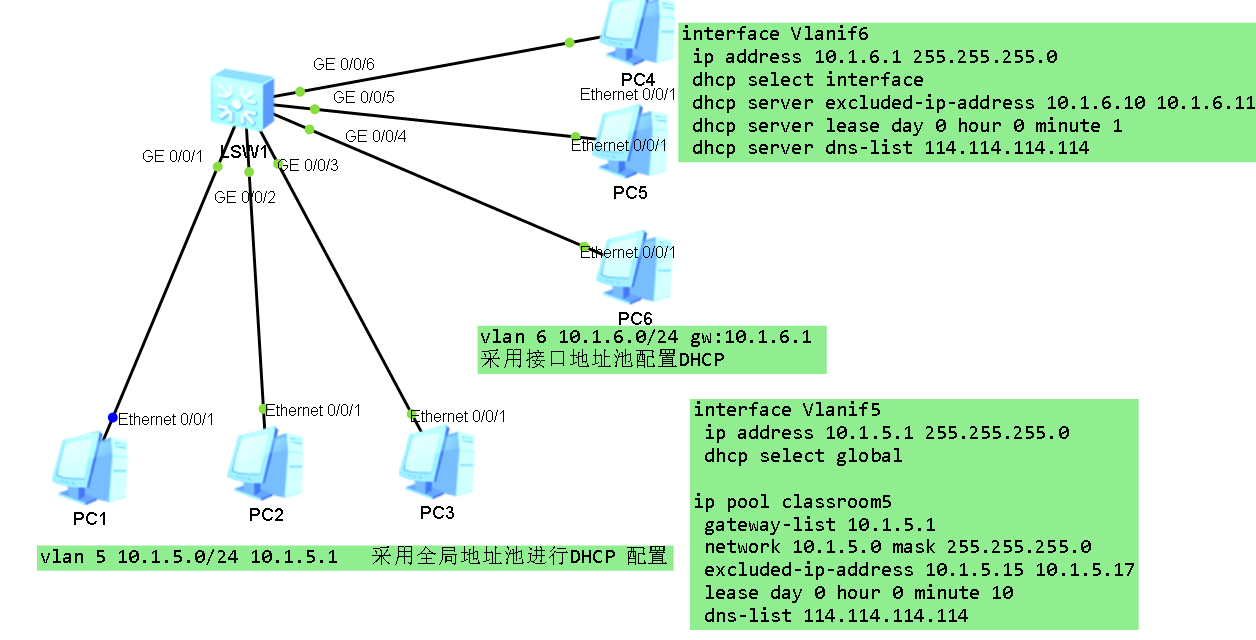 GE 0/0/6
GE 0/0/5
GE 0/0/4
GE 0/0/1
LSW1
GE 0/0/3
GE 0/0/2
PC4
Ethernet 0/0/1
Ethernet 0/0/1
PC5
Ethernet 0/0/1
PC6
interface Vlanif6
ip address 10.1.6.1 255.255.255.0
dhcp select interface
dhcp server excluded-ip-address 10.1.6.10 10.1.6.11
dhcp server lease day 0 hour 0 minute 1
dhcp server dns-list 114.114.114.114
vlan 6 10.1.6.0/24 gw:10.1.6.1
采用接口地址池配置DHCP
Ethernet 0/0/1
Ethernet 0/0/1
Ethernet 0/0/1
PC1
PC2
PC3
vlan 5 10.1.5.0/24 10.1.5.1 采用全局地址池进行DHCP 配置
interface Vlanif5
ip address 10.1.5.1 255.255.255.0
dhcp select global
ip pool classroom5
gateway-list 10.1.5.1
network 10.1.5.0 mask 255.255.255.0
excluded-ip-address 10.1.5.15 10.1.5.17
lease day 0 hour 0 minute 10
dns-list 114.114.114.114